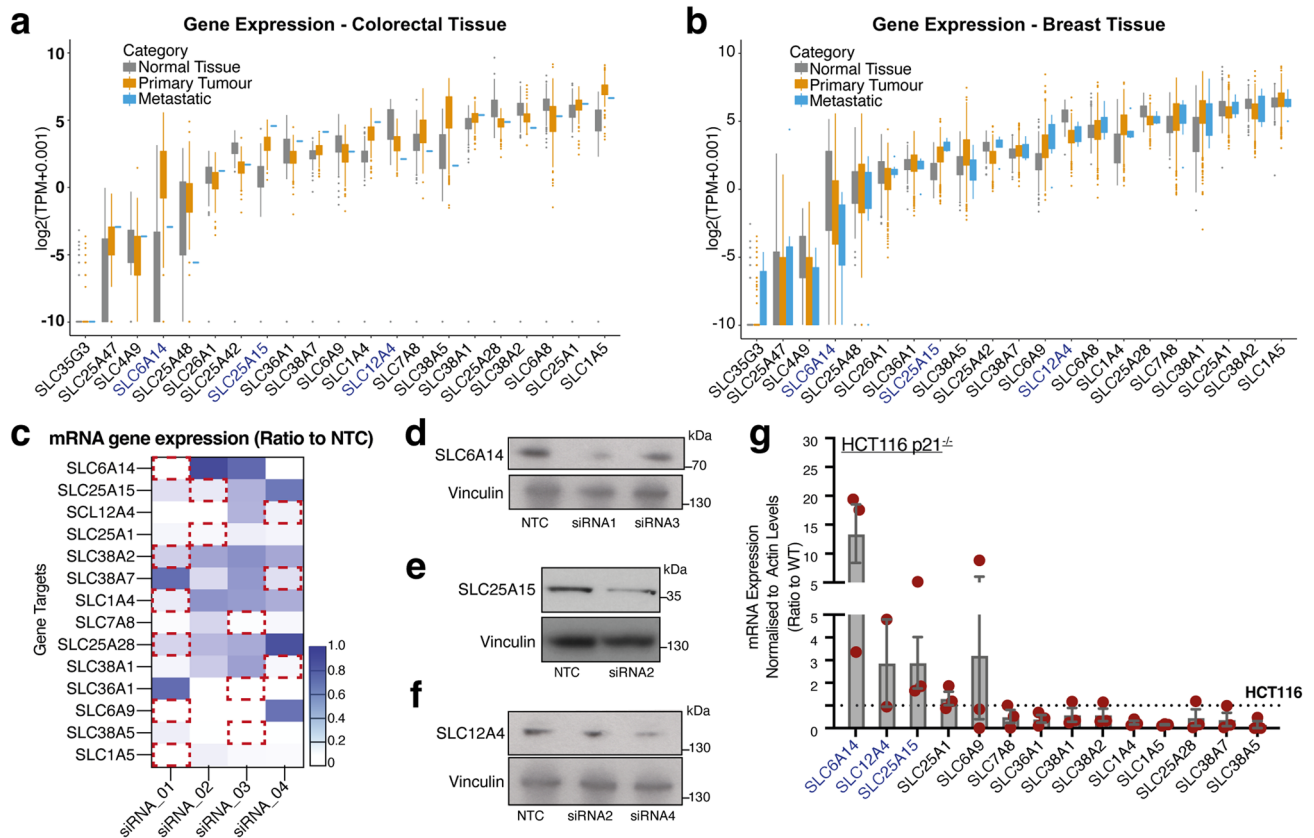 a
Gene Expression - Colorectal Tissue
Category
Normal Tissue
Primary Tumour
Metastatic
log2(TPM+0.001)
10
5
0
-5
-10
SLC35G3
SLC25A47
SLC4A9
SLC6A14
SLC25A48
SLC26A1
SLC25A42
SLC25A15
SLC36A1
SLC38A7
SLC6A9
SLC1A4
SLC12A4
SLC7A8
SLC38A5
SLC38A1
SLC25A28
SLC38A2
SLC6A8
SLC25A1
SLC1A5
b
Gene Expression - Breast Tissue
Category
Normal Tissue
Primary Tumour
Metastatic
log2(TPM+0.001)
10
5
0
-5
-10
SLC35G3
SLC25A47
SLC4A9
SLC6A14
SLC25A48
SLC26A1
SLC36A1
SLC25A15
SLC38A5
SLC25A42
SLC38A7
SLC6A9
SLC12A4
SLC6A8
SLC1A4
SLC25A28
SLC7A8
SLC38A1
SLC25A1
SLC38A2
SLC1A5
c
mRNA gene expression (Ratio to NTC)
Gene Targets
SLC6A14
SLC25A15
SCL12A4
SLC25A1
SLC38A2
SLC38A7
SLC1A4
SLC7A8
SLC25A28
SLC38A1
SLC36A1
SLC6A9
SLC38A5
SLC1A5
siRNA_01
siRNA_02
siRNA_03
siRNA_04
1.0
0.8
0.6
0.4
0.2
0
d
kDa
SLC6A14
70
Vinculin
130
NTC siRNA1 siRNA3
e
kDa
SLC25A15
35
Vinculin
130
NTC siRNA2
f
kDa
SLC12A4
130
Vinculin
130
NTC siRNA2 siRNA4
g
HCT116 p21-/-
mRNA Expression
Normalised to Actin Levels
(Ratio to WT)
30
25
20
15
10
5
5
4
3
2
1
0
HCT116
SLC6A14
SLC12A4
SLC25A15
SLC25A1
SLC6A9
SLC7A8
SLC36A1
SLC38A1
SLC38A2
SLC1A4
SLC1A5
SLC25A28
SLC38A7
SLC38A5